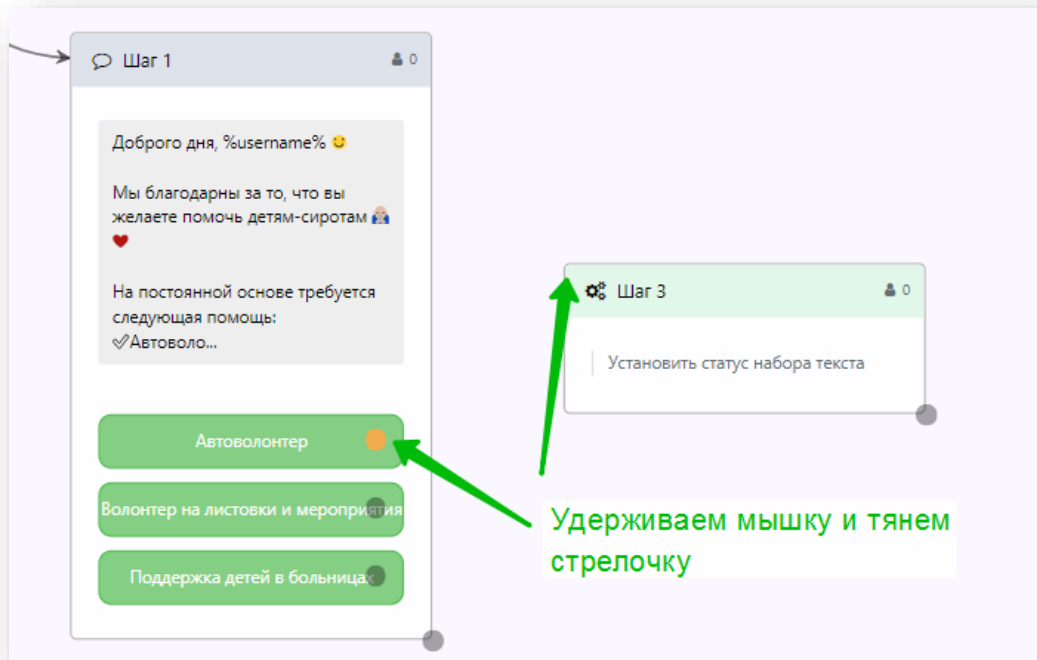 Шаг 1
0
Доброго дня, %username% 🙂
Мы благодарны за то, что вы
желаете помочь детям-сиротам
❤
На постоянной основе требуется
следующая помощь:
✅Автоволо...
Автоволонтер
Волонтер на листовки и мероприятия
Поддержка детей в больницах
Шаг 3
0
Установить статус набора текста
Удерживаем мышку и тянем
стрелочку